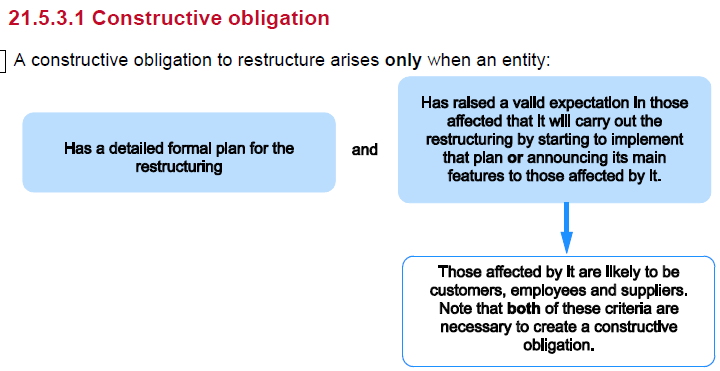 21.5.3.1 Constructive obligation
A constructive obligation to restructure arises only when an entity:
Has a detailed formal plan for the
restructuring
and
Has raised a valid expectation in those
affected that it will carry out the
restructuring by starting to implement
that plan or announcing its main
features to those affected by it.
Those affected by it are likely to be
customers, employees and suppliers.
Note that both of these criteria are
necessary to create a constructive
obligation.